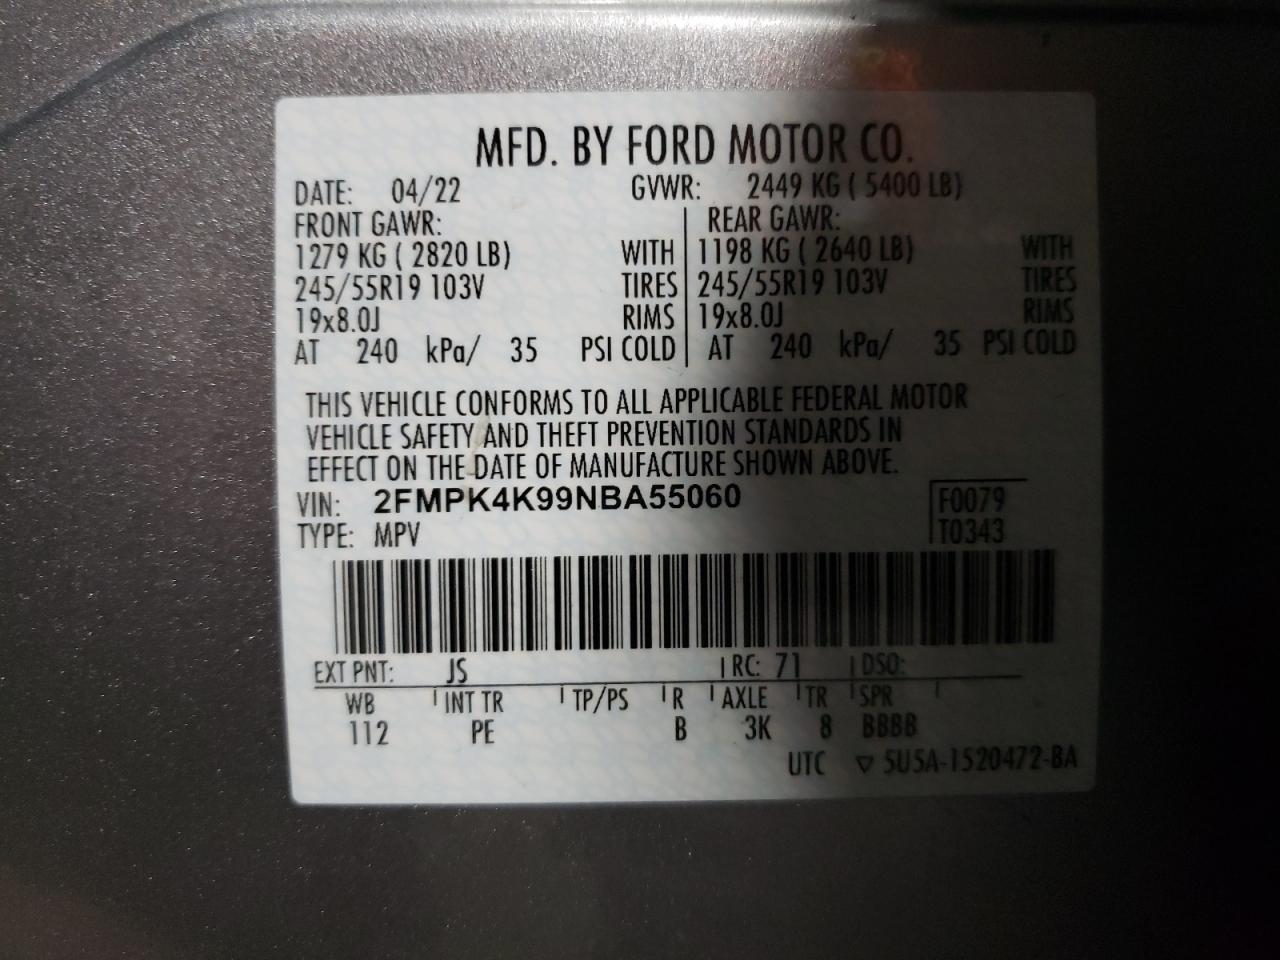 MFD. BY FORD MOTOR CO.
DATE: 04/22 GVWR: 2449 KG ( 5400 LB)
FRONT GAWR: REAR GAWR:
1279 KG ( 2820 LB) WITH 1198 KG ( 2640 LB) WITH
245/55R19 103V TIRES 245/55R19 103V TIRES
19x8.0J RIMS 19x8.0J RIMS
AT 240 kPa/ 35 PSI COLD AT 240 kPa/ 35 PSI COLD
THIS VEHICLE CONFORMS TO ALL APPLICABLE FEDERAL MOTOR
VEHICLE SAFETY AND THEFT PREVENTION STANDARDS IN
EFFECT ON THE DATE OF MANUFACTURE SHOWN ABOVE.
VIN: 2FMPK4K99NBA55060 F0079
TYPE: MPV T0343
EXT PNT: JS RC: 71 DSO:
WB INT TR TP/PS R AXLE TR SPR
112 PE B 3K 8 BBBB
UTC ▽ 5U5A-1520472-BA